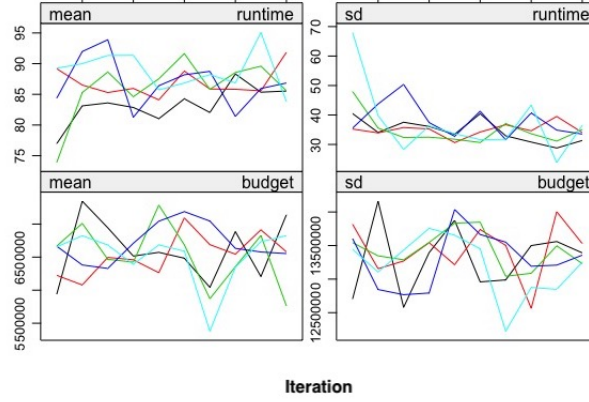 mean runtime
95
90
85
80
75
sd runtime
70
60
50
40
30
mean budget
6500000
5500000
sd budget
13500000
12500000
Iteration